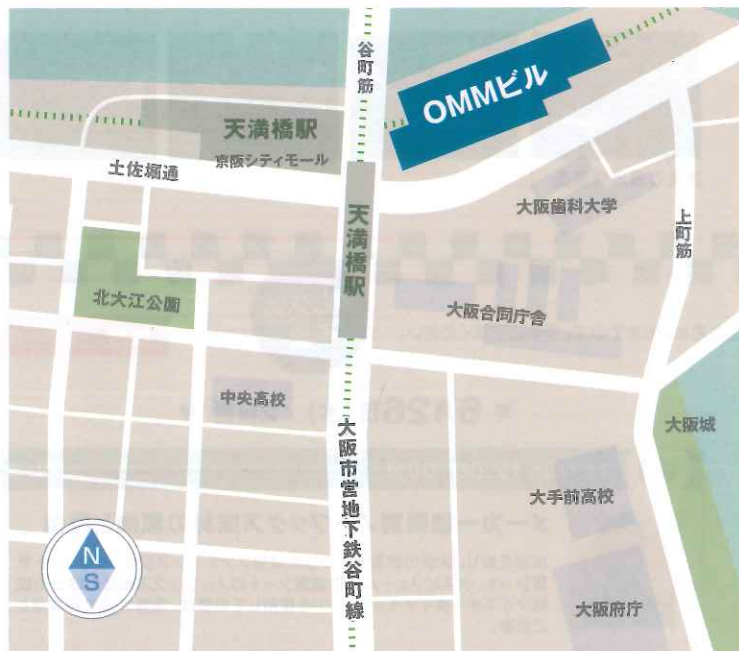 谷町筋
OMMビル
天満橋駅
京阪シティモール
土佐堀通
天満橋駅
大阪歯科大学
上町筋
北大江公園
大阪合同庁舎
中央高校
大阪城
大阪市営地下鉄谷町線
大手前高校
大阪府庁
N
S